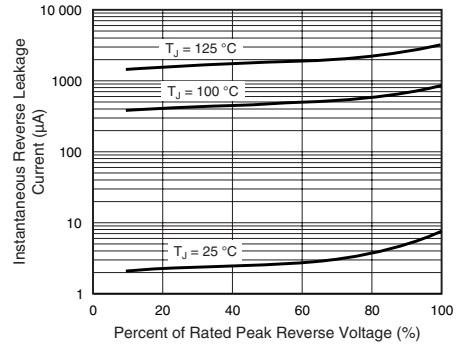 10 000
1000
100
10
1
Instantaneous Reverse Leakage
Current (µA)
T_J = 125 °C
T_J = 100 °C
T_J = 25 °C
0 20 40 60 80 100
Percent of Rated Peak Reverse Voltage (%)